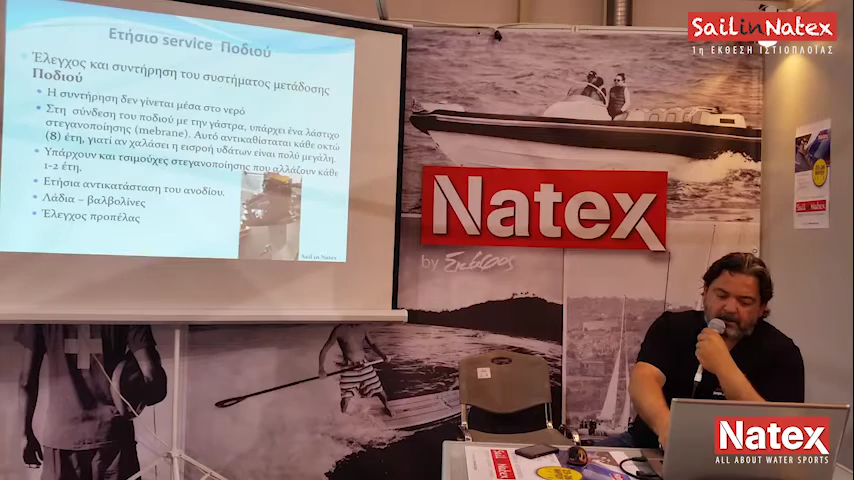 Ετήσιο service Ποδιού
Έλεγχος και συντήρηση του συστήματος μετάδοσης
Ποδιού
Η συντήρηση δεν γίνεται μέσα στο νερό
Στη σύνδεση του ποδιού με την γάστρα, υπάρχει ένα λάστιχο
στεγανοποίησης (mebrane). Αυτό αντικαθίσταται κάθε οκτώ
(8) έτη, γιατί αν χαλάσει η εισροή υδάτων είναι πολύ μεγάλη.
Υπάρχουν και τσιμούχες στεγανοποίησης που αλλάζουν κάθε
1-2 έτη.
Ετήσια αντικατάσταση του ανοδίου.
Λάδια – βαλβολίνες
Έλεγχος προπέλας
Sail in Natex
SailinNatex
1η ΕΚΘΕΣΗ ΙΣΤΙΟΠΛΟΪΑΣ
Natex
by
Natex
ALL ABOUT WATER SPORTS